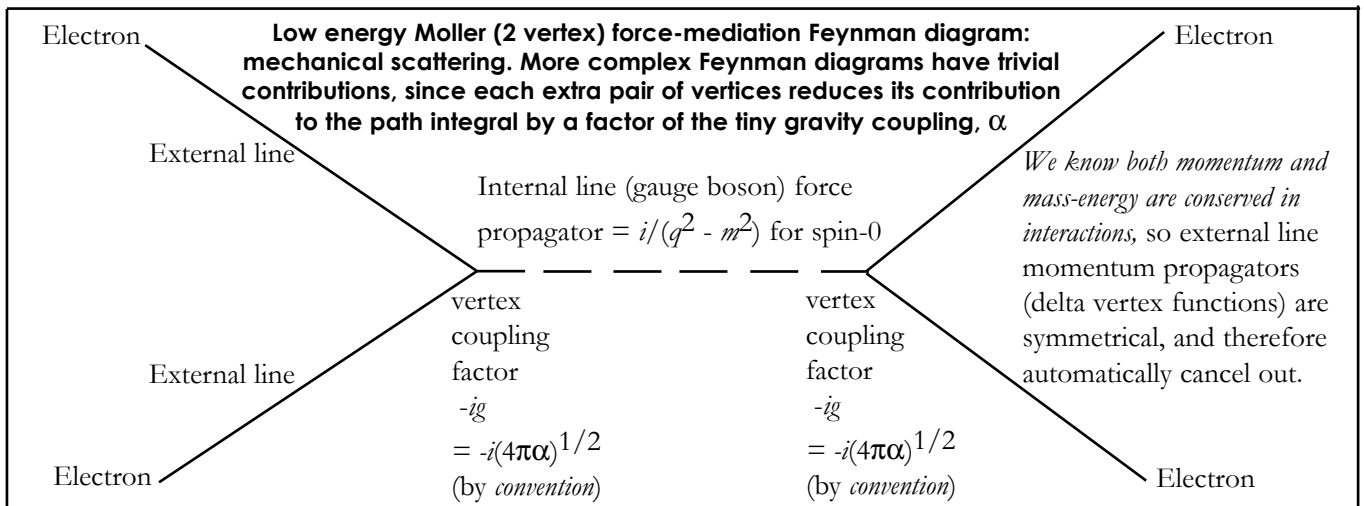 Electron
Low energy Moller (2 vertex) force-mediation Feynman diagram:
mechanical scattering. More complex Feynman diagrams have trivial
contributions, since each extra pair of vertices reduces its contribution
to the path integral by a factor of the tiny gravity coupling, α
Electron
External line
Internal line (gauge boson) force
propagator = i/(q² - m²) for spin-0
We know both momentum and
mass-energy are conserved in
interactions, so external line
momentum propagators
(delta vertex functions) are
symmetrical, and therefore
automatically cancel out.
External line
vertex
coupling
factor
-ig
= -i(4πα)^1/2
(by convention)
vertex
coupling
factor
-ig
= -i(4πα)^1/2
(by convention)
Electron
Electron